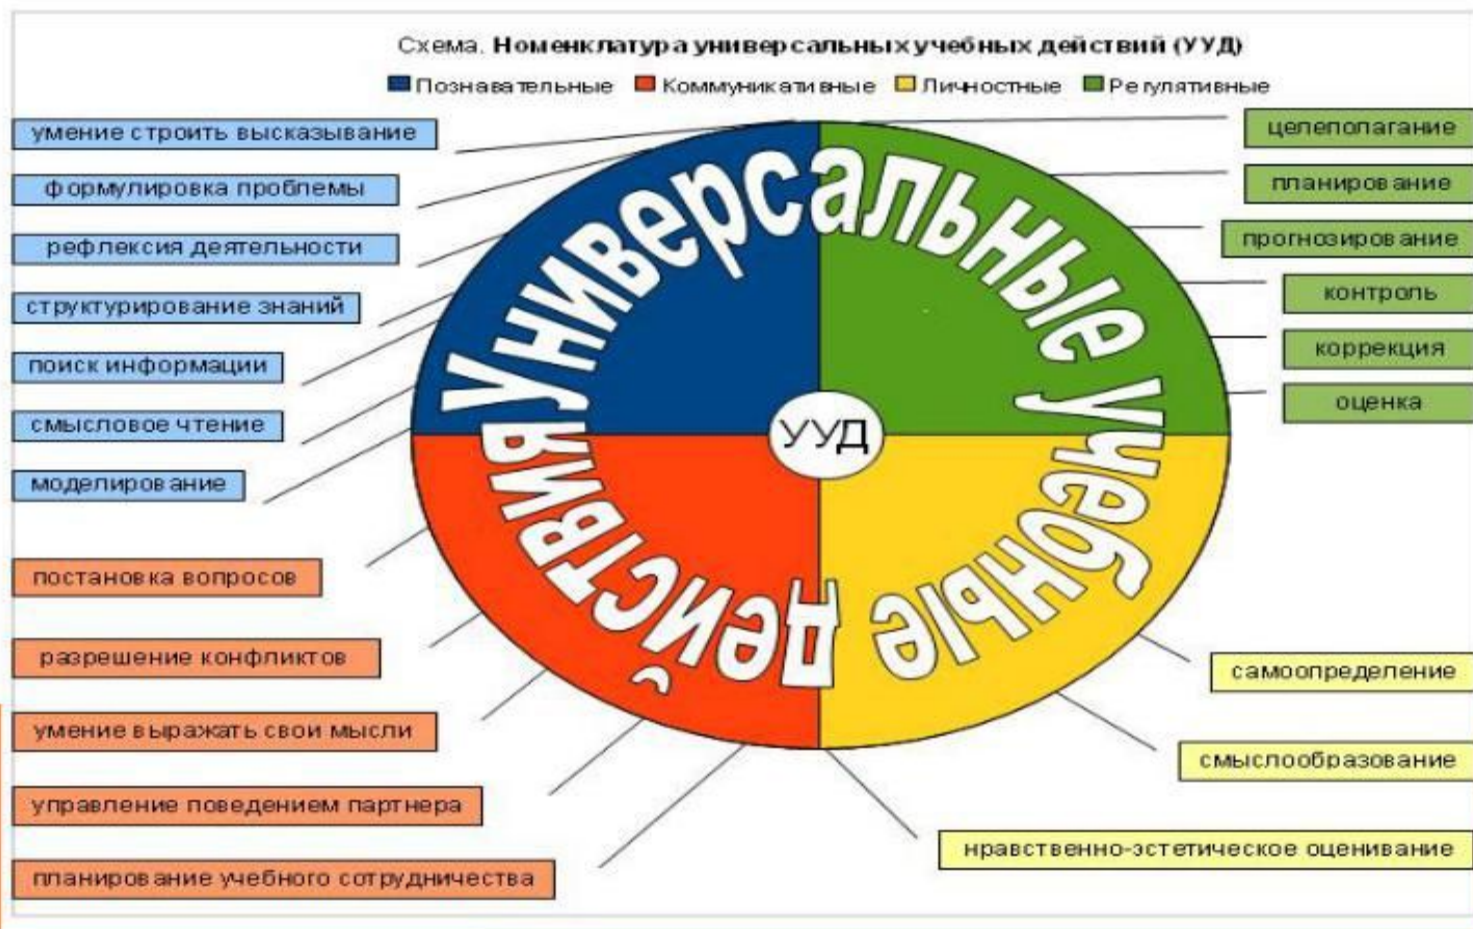 Схема. Номенклатура универсальных учебных действий (УУД)
Познавательные Коммуникативные Личностные Регулятивные
умение строить высказывание
формулировка проблемы
рефлексия деятельности
структурирование знаний
поиск информации
смысловое чтение
моделирование
постановка вопросов
разрешение конфликтов
умение выражать свои мысли
управление поведением партнера
планирование учебного сотрудничества
Универсальные учебные действия
УУД
целеполагание
планирование
прогнозирование
контроль
коррекция
оценка
самоопределение
смыслообразование
нравственно-эстетическое оценивание